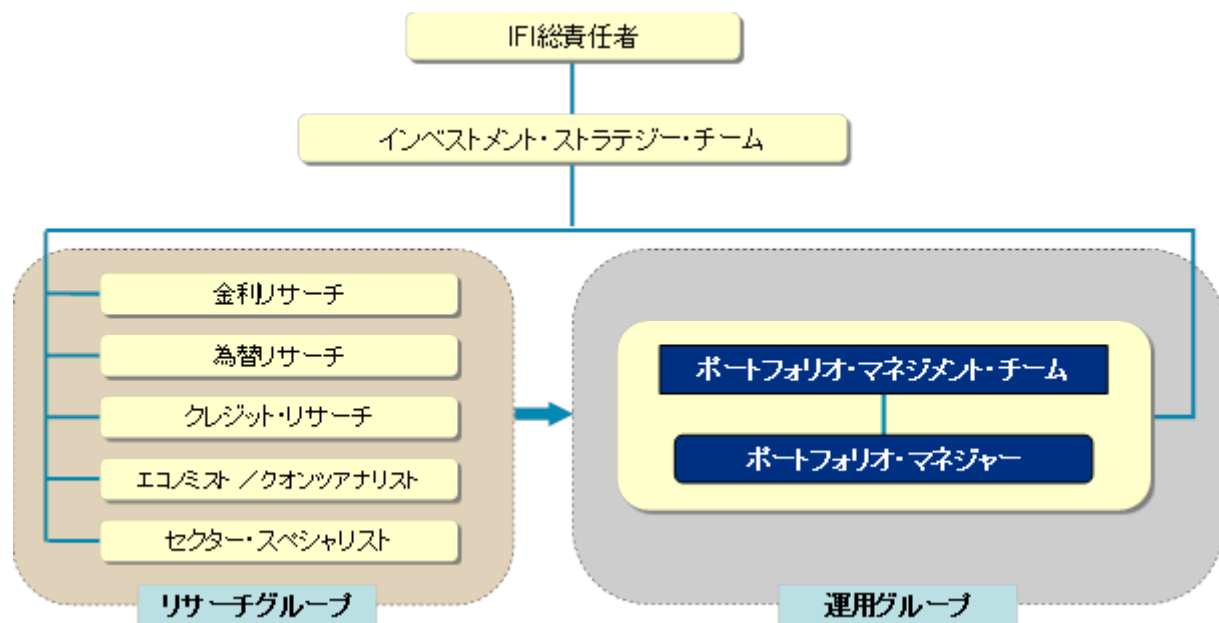 IFI総責任者
インベストメント・ストラテジー・チーム
金利リサーチ
為替リサーチ
クレジット・リサーチ
エコノミスト ／クオンツアナリスト
セクター・スペシャリスト
リサーチグループ
ポートフォリオ・マネジメント・チーム
ポートフォリオ・マネジャー
運用グループ